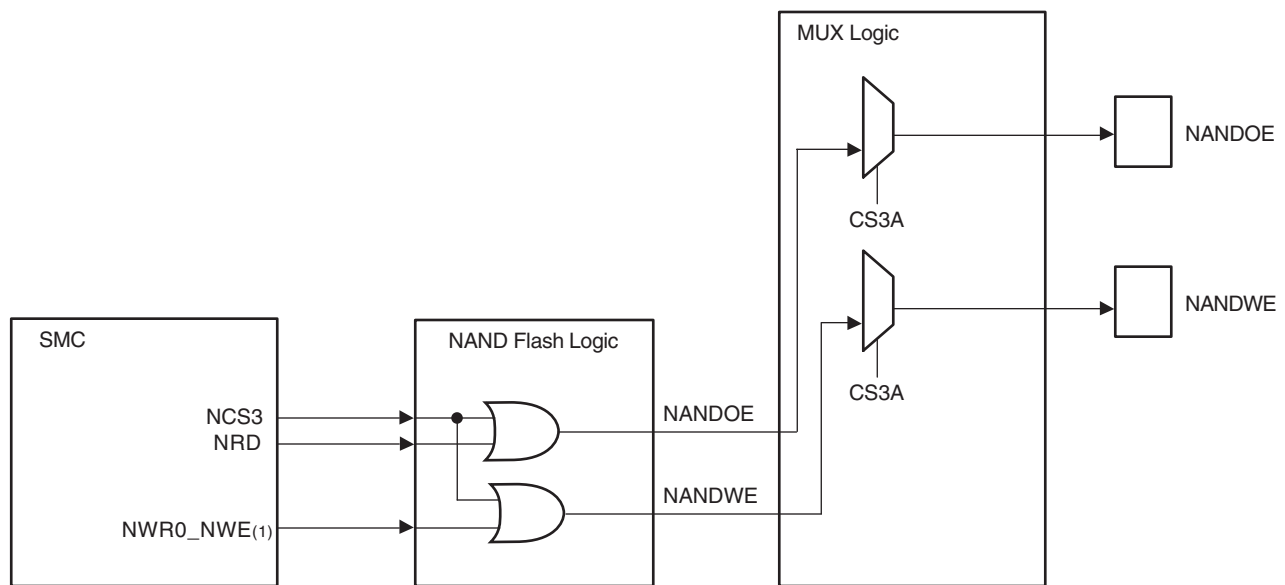 MUX Logic
NANDOE
CS3A
NANDWE
SMC
NAND Flash Logic
CS3A
NCS3
NANDOE
NRD
NANDWE
NWR0_NWE(1)